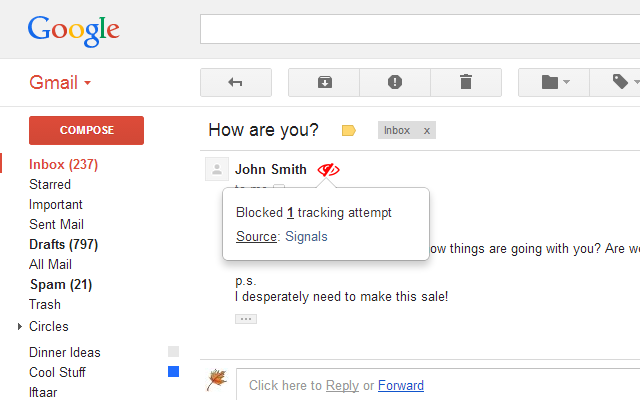 Google
Gmail
COMPOSE
How are you?
Inbox x
Inbox (237)
Starred
Important
Sent Mail
Drafts (797)
All Mail
Spam (21)
Trash
Circles
Dinner Ideas
Cool Stuff
Iftaar
John Smith
Blocked 1 tracking attempt
Source: Signals
ow things are going with you? Are we
p.s.
I desperately need to make this sale!
Click here to Reply or Forward